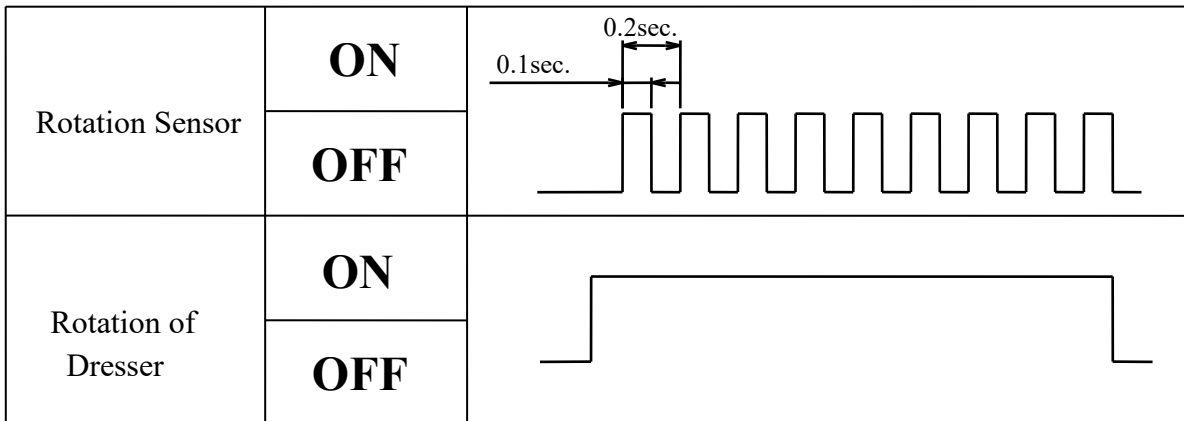 0.2sec.
ON
0.1sec.
Rotation Sensor
OFF
ON
Rotation of
Dresser
OFF